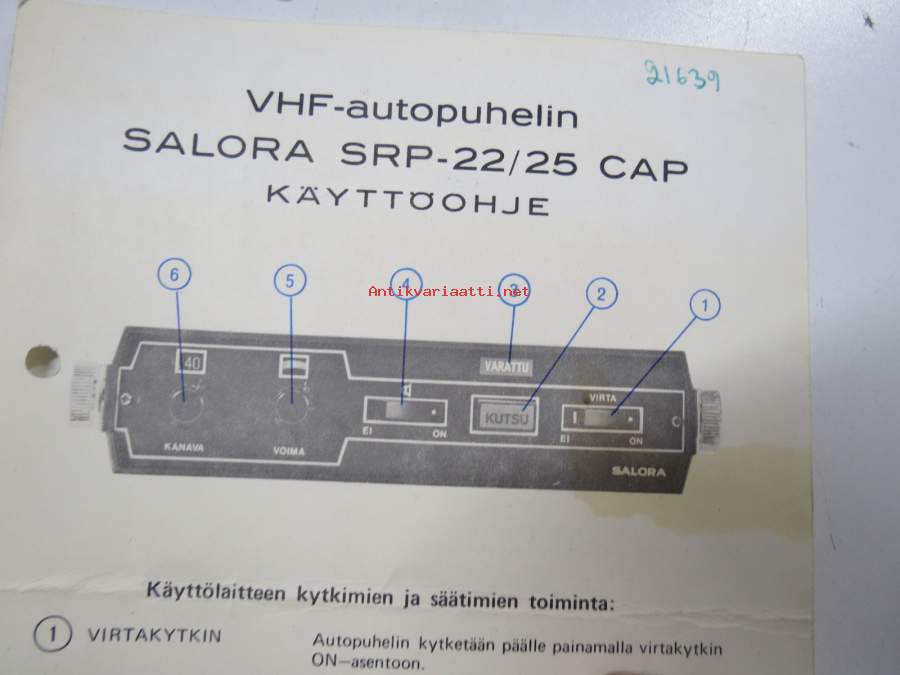 21639
VHF-autopuhelin
SALORA SRP-22/25 CAP
KÄYTTÖOHJE
6 5 4 3 2 1
Antikvariaatti.net
40 VARATTU
VIRTA
KUTSU
EI ON EI ON
KANAVA VOIMA
SALORA
Käyttölaitteen kytkimien ja säätimien toiminta:
1 VIRTAKYTKIN Autopuhelin kytketään päälle painamalla virtakytkin
ON—asentoon.